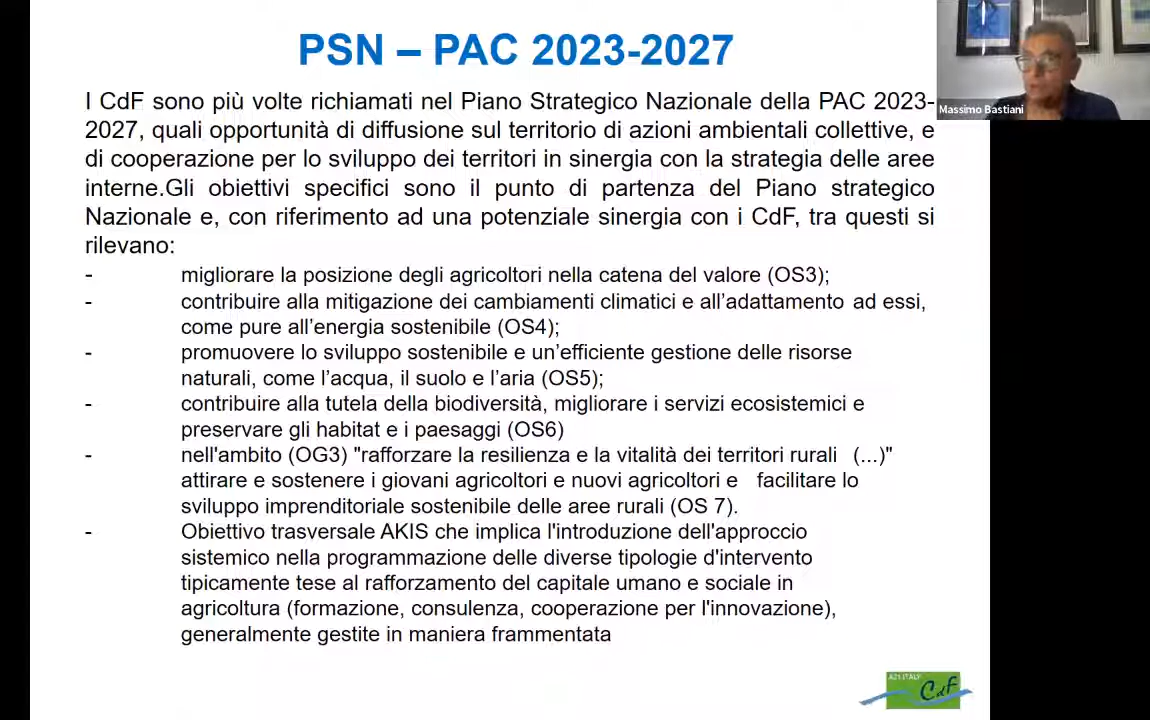 PSN – PAC 2023-2027
I CdF sono più volte richiamati nel Piano Strategico Nazionale della PAC 2023-
2027, quali opportunità di diffusione sul territorio di azioni ambientali collettive, e
di cooperazione per lo sviluppo dei territori in sinergia con la strategia delle aree
interne.Gli obiettivi specifici sono il punto di partenza del Piano strategico
Nazionale e, con riferimento ad una potenziale sinergia con i CdF, tra questi si
rilevano:
- migliorare la posizione degli agricoltori nella catena del valore (OS3);
- contribuire alla mitigazione dei cambiamenti climatici e all’adattamento ad essi,
come pure all’energia sostenibile (OS4);
- promuovere lo sviluppo sostenibile e un’efficiente gestione delle risorse
naturali, come l’acqua, il suolo e l’aria (OS5);
- contribuire alla tutela della biodiversità, migliorare i servizi ecosistemici e
preservare gli habitat e i paesaggi (OS6)
- nell'ambito (OG3) "rafforzare la resilienza e la vitalità dei territori rurali (...)"
attirare e sostenere i giovani agricoltori e nuovi agricoltori e facilitare lo
sviluppo imprenditoriale sostenibile delle aree rurali (OS 7).
- Obiettivo trasversale AKIS che implica l'introduzione dell'approccio
sistemico nella programmazione delle diverse tipologie d'intervento
tipicamente tese al rafforzamento del capitale umano e sociale in
agricoltura (formazione, consulenza, cooperazione per l'innovazione),
generalmente gestite in maniera frammentata
Massimo Bastiani
A21 ITALY
CdF